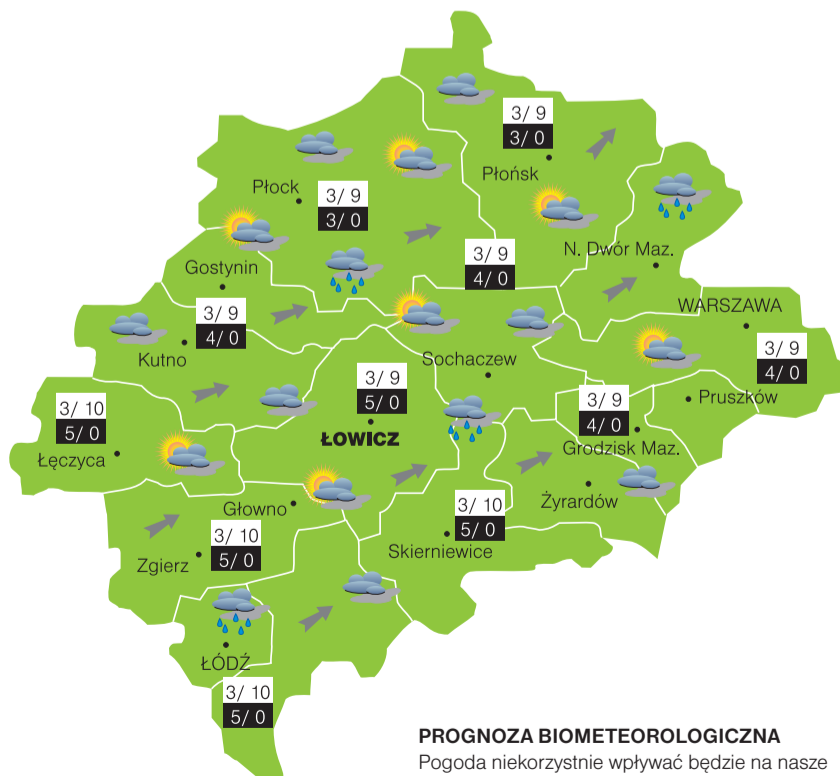 3/ 9
3/ 0
Płońsk
Płock
3/ 9
3/ 0
3/ 9
4/ 0
N. Dwór Maz.
Gostynin
3/ 9
4/ 0
Kutno
WARSZAWA
3/ 9
4/ 0
Sochaczew
3/ 9
5/ 0
ŁOWICZ
Pruszków
3/ 9
4/ 0
Grodzisk Maz.
3/ 10
5/ 0
Łęczyca
Żyrardów
Głowno
3/ 10
5/ 0
Skierniewice
3/ 10
5/ 0
Zgierz
ŁÓDŹ
3/ 10
5/ 0
PROGNOZA BIOMETEOROLOGICZNA
Pogoda niekorzystnie wpływać będzie na nasze